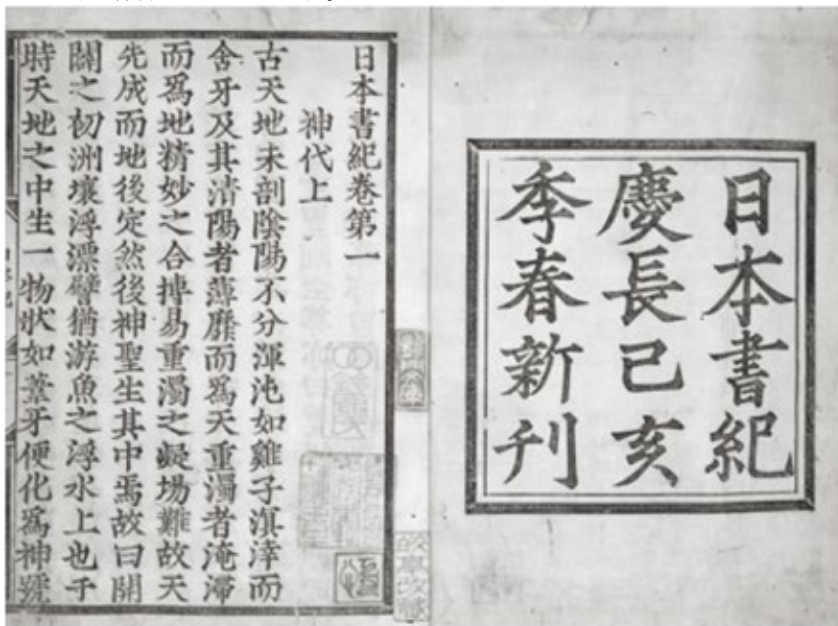 日本書紀
慶長己亥
季春新刊
日本書紀巻第一
神代上
古天地未剖陰陽不分渾沌如雞子溟涬而
含牙及其清陽者薄靡而爲天重濁者淹滯
而爲地精妙之合摶易重濁之凝場難故天
先成而地後定然後神聖生其中焉故曰開
闢之初洲壤浮漂譬猶游魚之浮水上也于
時天地之中生一物狀如葦牙便化爲神號